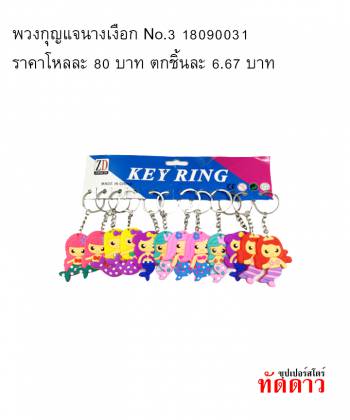 พวงกุญแจนางเงือก No.3 18090031
ราคาโหลละ 80 บาท ตกชิ้นละ 6.67 บาท
ZD
KEY RING
MADE IN CHINA
ซุปเปอร์สโตร์
ทัดดาว